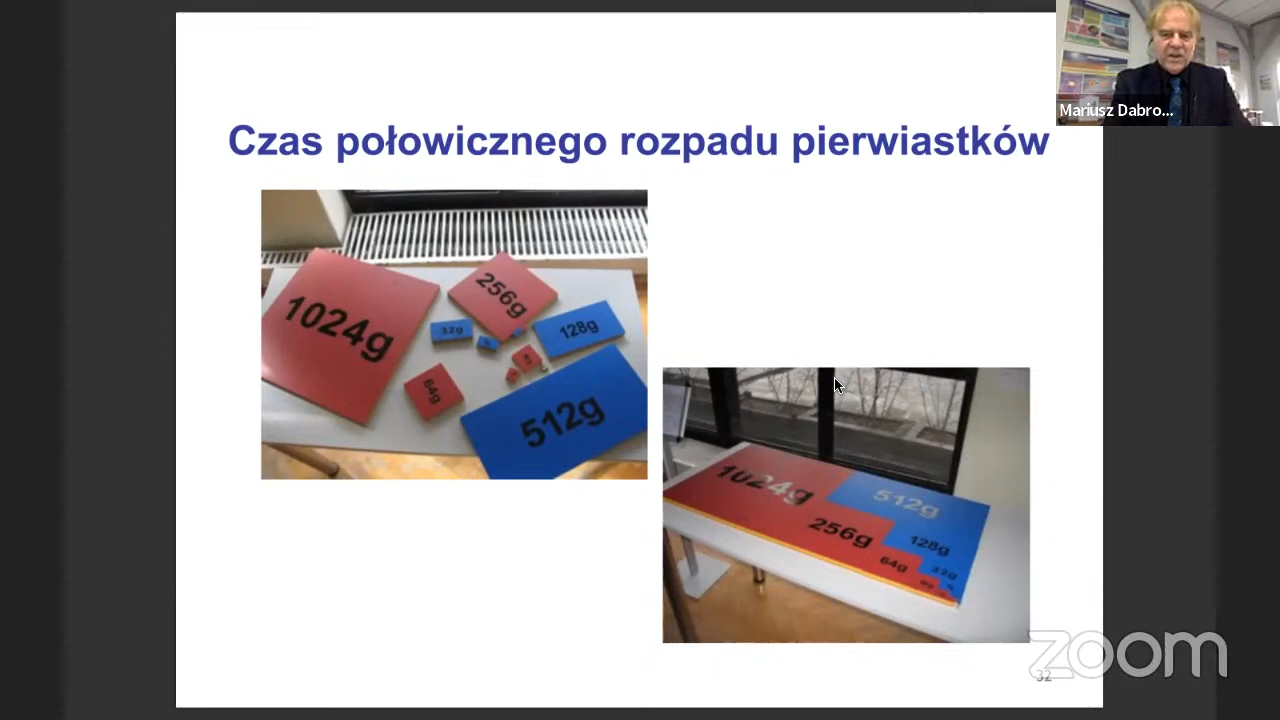 Mariusz Dabro...
Czas połowicznego rozpadu pierwiastków
1024g
256g
32g
128g
64g
512g
1024g
512g
256g
128g
64g
32g
zoom
32